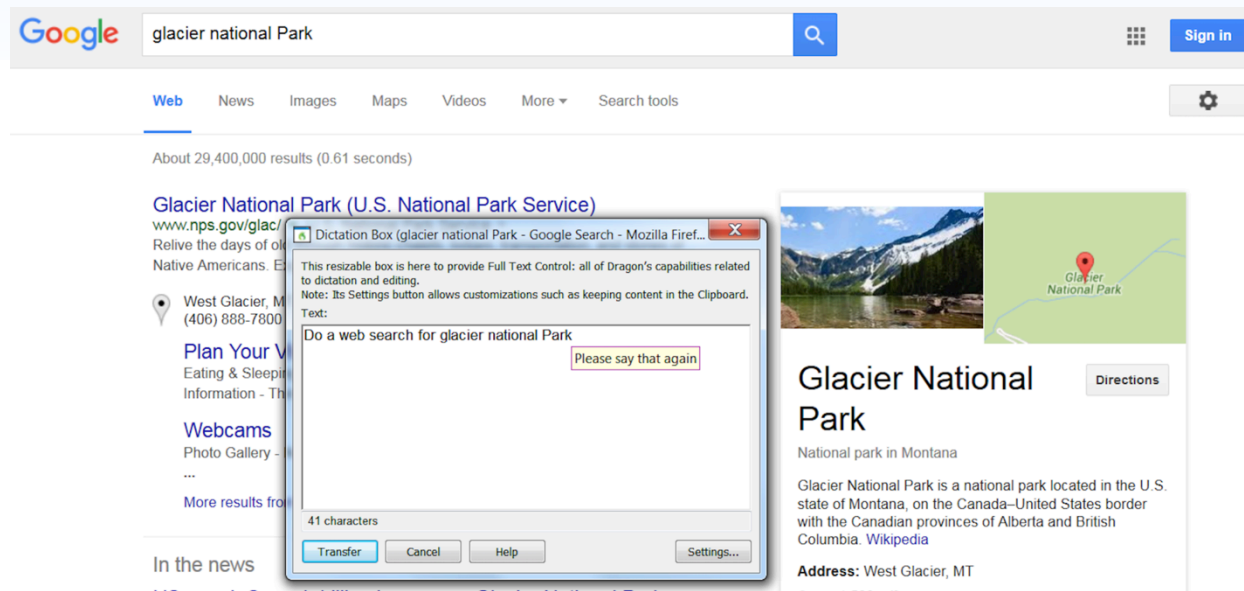 Google
glacier national Park
Sign in
Web News Images Maps Videos More Search tools
About 29,400,000 results (0.61 seconds)
Glacier National Park (U.S. National Park Service)
www.nps.gov/glac/
Relive the days of
Native Americans.
West Glacier,
(406) 888-7800
Plan Your
Eating &
Information -
Webcams
Photo Gallery -
...
More results
In the news
Dictation Box (glacier national Park - Google Search - Mozilla Firef...
This resizable box is here to provide Full Text Control: all of Dragon's capabilities related
to dictation and editing.
Note: Its Settings button allows customizations such as keeping content in the Clipboard.
Text:
Do a web search for glacier national Park
Please say that again
41 characters
Transfer Cancel Help Settings...
Glacier
National Park
Glacier National
Park
Directions
National park in Montana
Glacier National Park is a national park located in the U.S.
state of Montana, on the Canada–United States border
with the Canadian provinces of Alberta and British
Columbia. Wikipedia
Address: West Glacier, MT